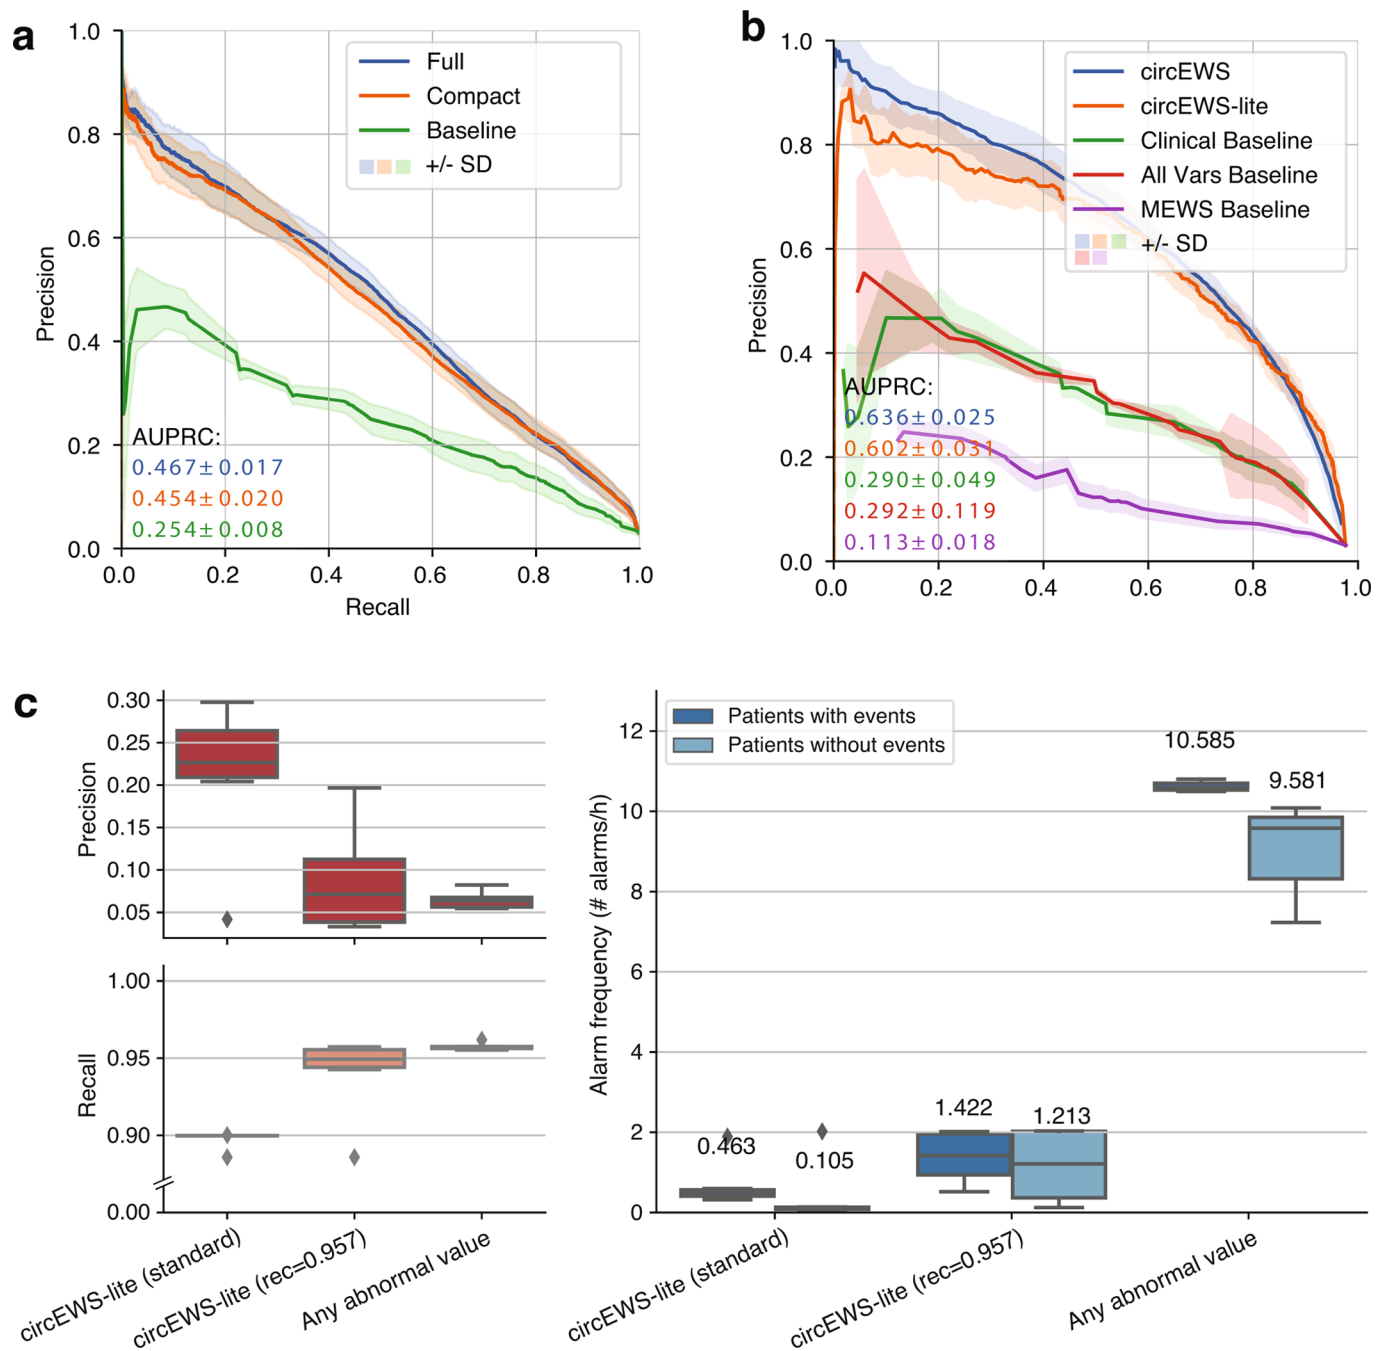 a
1.0
0.8
0.6
0.4
0.2
0.0
Precision
Full
Compact
Baseline
+/- SD
AUPRC:
0.467± 0.017
0.454± 0.020
0.254± 0.008
0.0 0.2 0.4 0.6 0.8 1.0
Recall
b
1.0
0.8
0.6
0.4
0.2
0.0
Precision
circEWS
circEWS-lite
Clinical Baseline
All Vars Baseline
MEWS Baseline
+/- SD
AUPRC:
0.636± 0.025
0.602± 0.031
0.290± 0.049
0.292± 0.119
0.113± 0.018
0.0 0.2 0.4 0.6 0.8 1.0
c
0.30
0.25
0.20
0.15
0.10
0.05
Precision
1.00
0.95
0.90
0.00
Recall
circEWS-lite (standard)
circEWS-lite (rec=0.957)
Any abnormal value
Patients with events
Patients without events
12
10
8
6
4
2
0
Alarm frequency (# alarms/h)
10.585
9.581
1.422
1.213
0.463
0.105
circEWS-lite (standard)
circEWS-lite (rec=0.957)
Any abnormal value